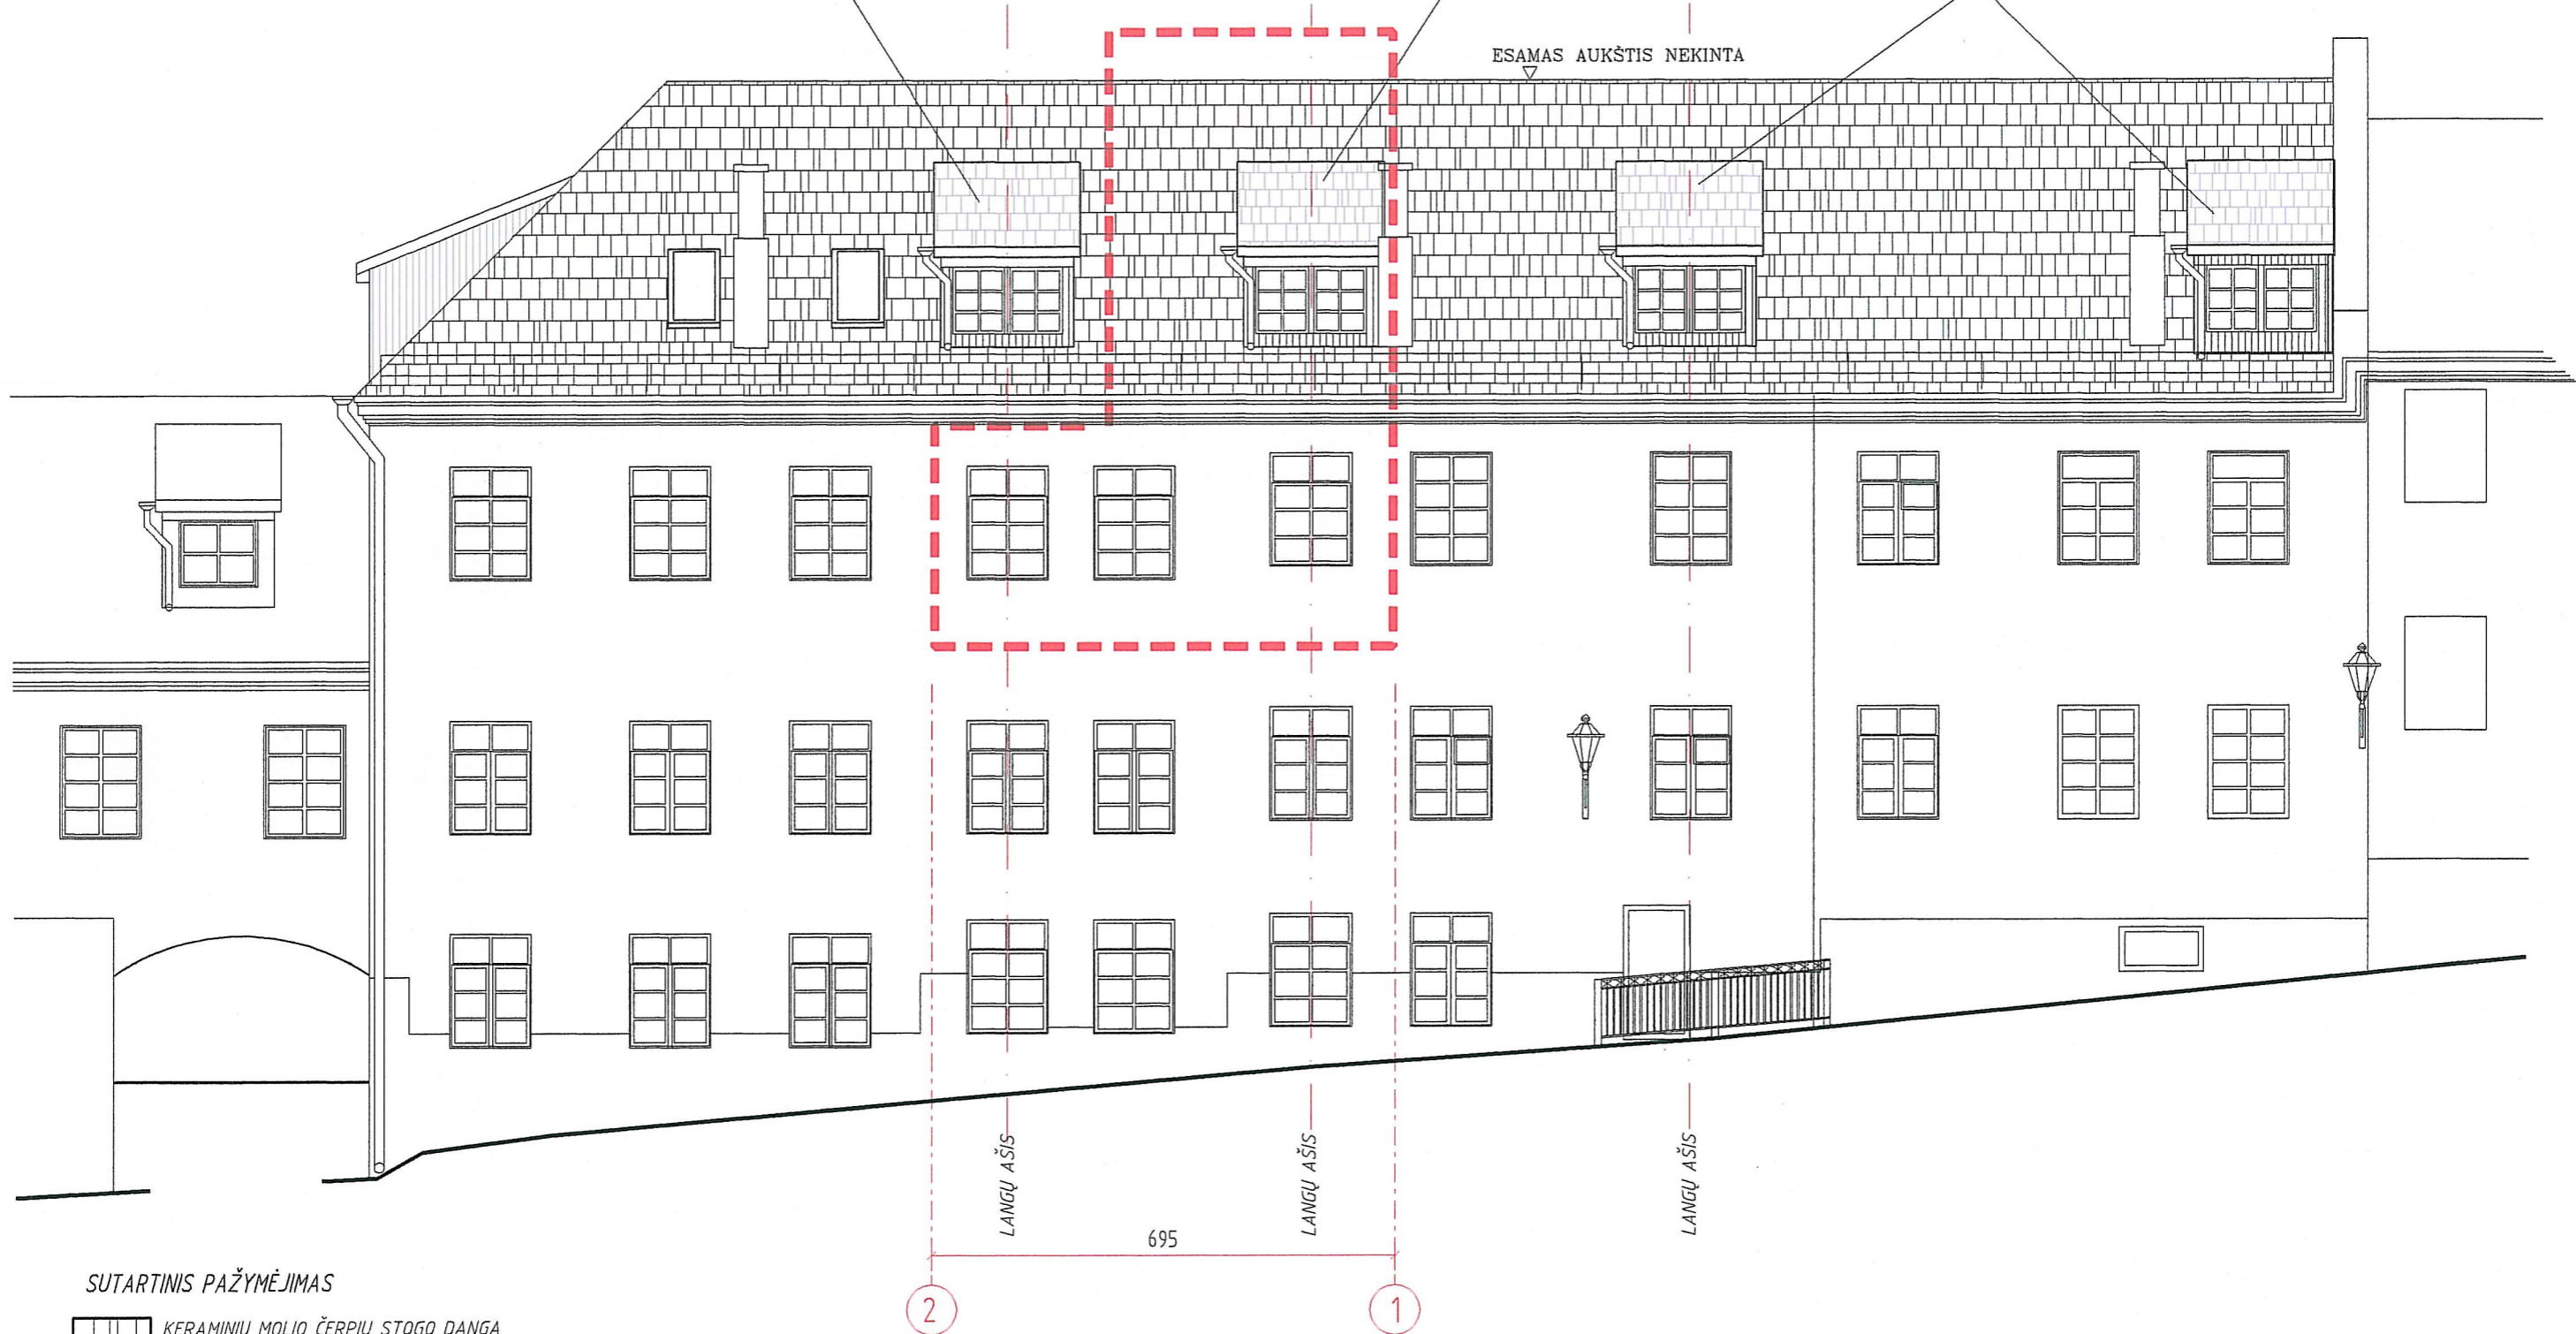 ESAMAS AUKŠTIS NEKINTA
LANGŲ AŠIS
LANGŲ AŠIS
LANGŲ AŠIS
695
2
1
SUTARTINIS PAŽYMĖJIMAS
KERAMINIŲ MOLIO ČERPIŲ STOGO DANGA